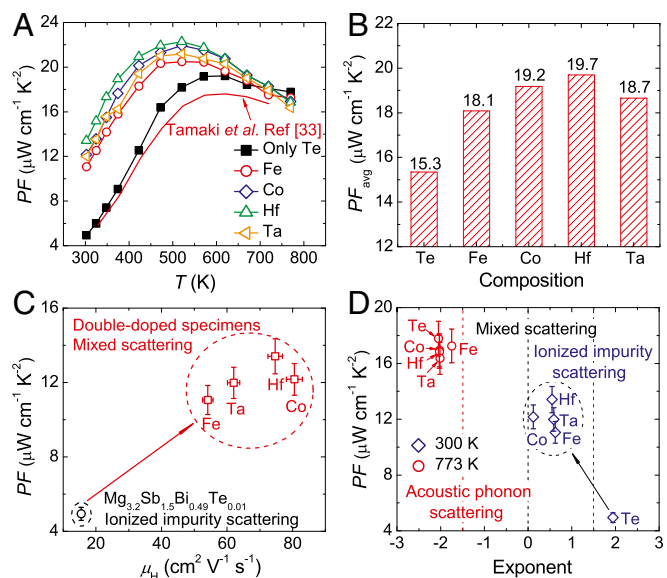 A
24
20
16
12
8
4
PF (μW cm⁻¹ K⁻²)
200 300 400 500 600 700 800
T (K)
Tamaki et al. Ref [33]
Only Te
Fe
Co
Hf
Ta
B
22
20
18
16
14
12
PFavg (μW cm⁻¹ K⁻²)
15.3
18.1
19.2
19.7
18.7
Te Fe Co Hf Ta
Composition
C
16
12
8
4
PF (μW cm⁻¹ K⁻²)
Double-doped specimens
Mixed scattering
Hf
Ta
Co
Fe
Mg3.2Sb1.5Bi0.49Te0.01
Ionized impurity scattering
20 40 60 80
μH (cm² V⁻¹ s⁻¹)
D
20
16
12
8
4
PF (μW cm⁻¹ K⁻²)
Te
Co
Fe
Hf
Ta
Mixed scattering
Ionized impurity
scattering
Hf
Ta
Co
Fe
300 K
773 K
Acoustic phonon
scattering
Te
-3 -2 -1 0 1 2 3
Exponent